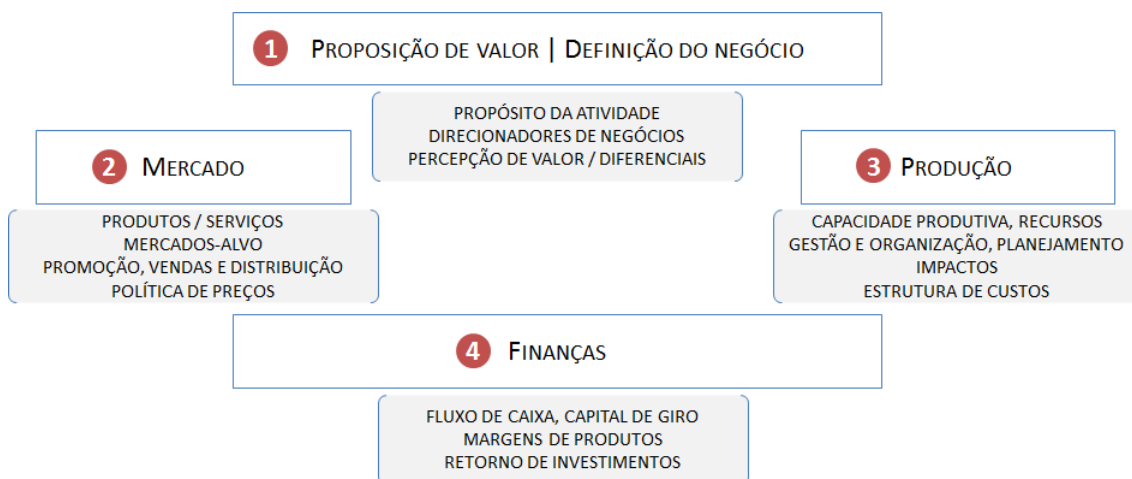 1 Proposição de valor | Definição do negócio
PROPÓSITO DA ATIVIDADE
DIRECIONADORES DE NEGÓCIOS
PERCEPÇÃO DE VALOR / DIFERENCIAIS
2 Mercado
PRODUTOS / SERVIÇOS
MERCADOS-ALVO
PROMOÇÃO, VENDAS E DISTRIBUIÇÃO
POLÍTICA DE PREÇOS
3 Produção
CAPACIDADE PRODUTIVA, RECURSOS
GESTÃO E ORGANIZAÇÃO, PLANEJAMENTO
IMPACTOS
ESTRUTURA DE CUSTOS
4 Finanças
FLUXO DE CAIXA, CAPITAL DE GIRO
MARGENS DE PRODUTOS
RETORNO DE INVESTIMENTOS